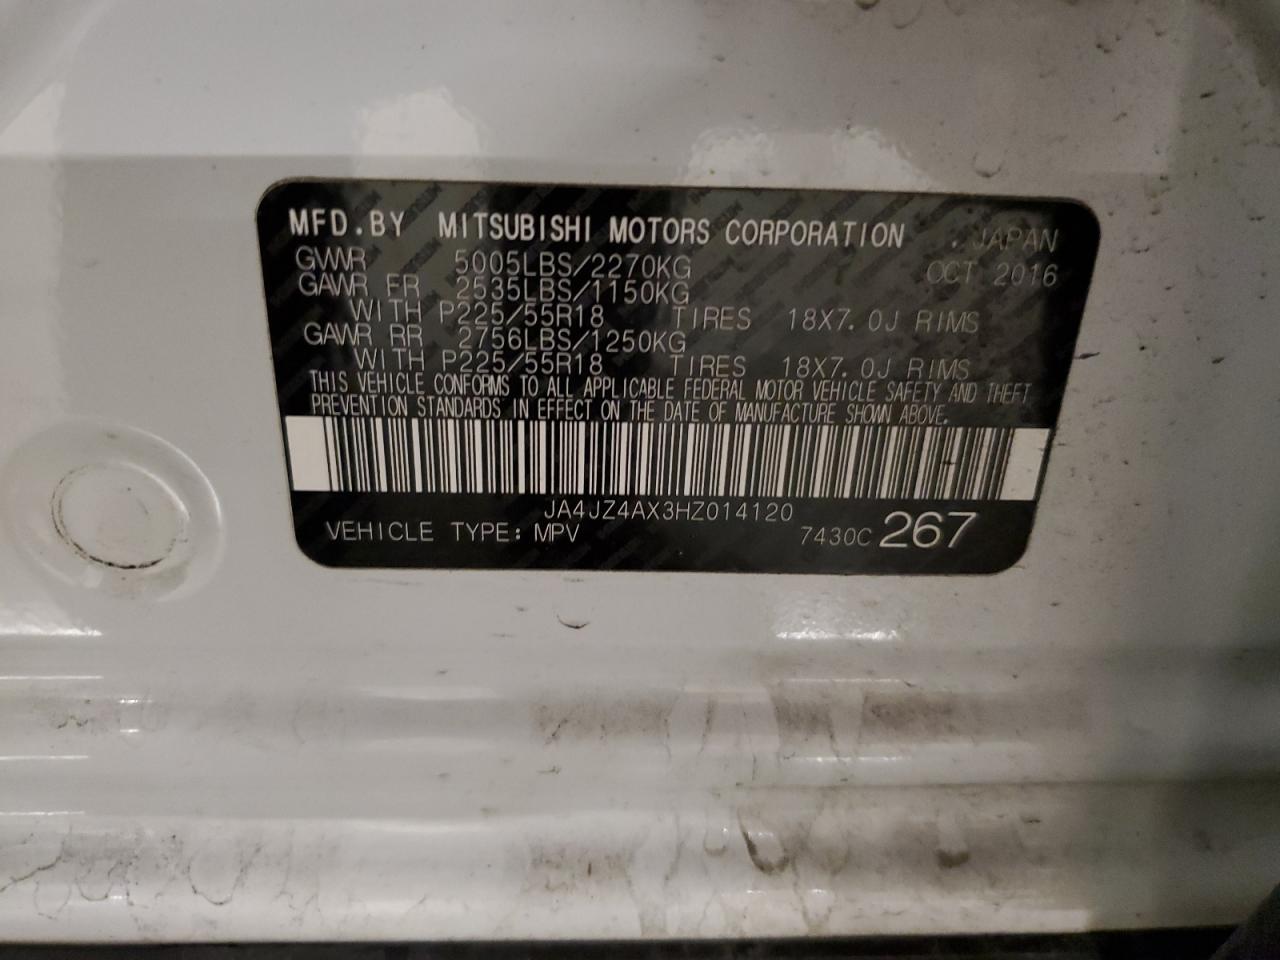 MFD.BY MITSUBISHI MOTORS CORPORATION . JAPAN
GVWR 5005LBS/2270KG OCT 2016
GAWR FR 2535LBS/1150KG
WITH P225/55R18 TIRES 18X7.0J RIMS
GAWR RR 2756LBS/1250KG
WITH P225/55R18 TIRES 18X7.0J RIMS
THIS VEHICLE CONFORMS TO ALL APPLICABLE FEDERAL MOTOR VEHICLE SAFETY AND THEFT
PREVENTION STANDARDS IN EFFECT ON THE DATE OF MANUFACTURE SHOWN ABOVE.
JA4JZ4AX3HZ014120
VEHICLE TYPE: MPV 7430C 267